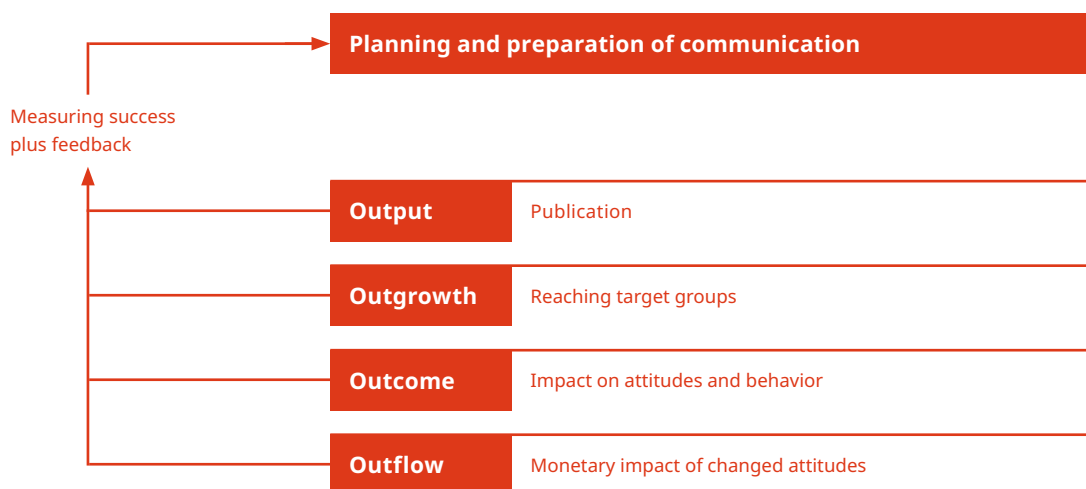 Planning and preparation of communication
Measuring success
plus feedback
Output
Publication
Outgrowth
Reaching target groups
Outcome
Impact on attitudes and behavior
Outflow
Monetary impact of changed attitudes